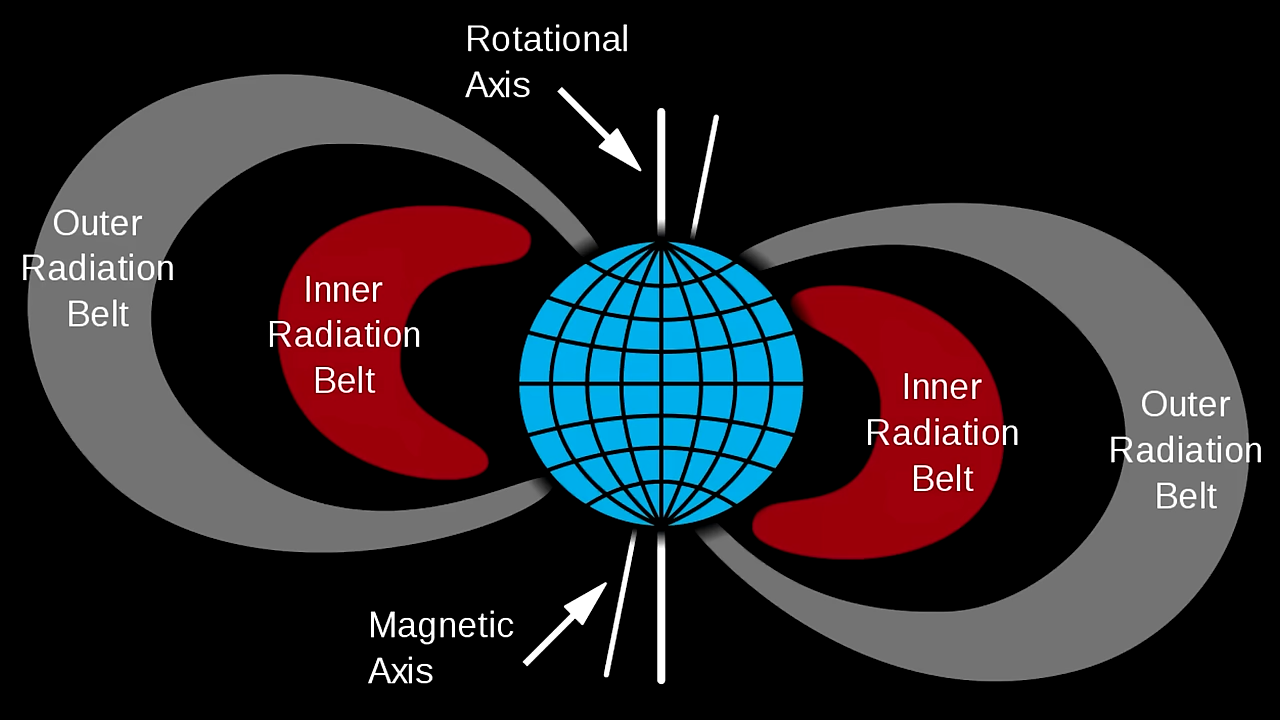 Rotational
Axis
Outer
Radiation
Belt
Inner
Radiation
Belt
Inner
Radiation
Belt
Outer
Radiation
Belt
Magnetic
Axis